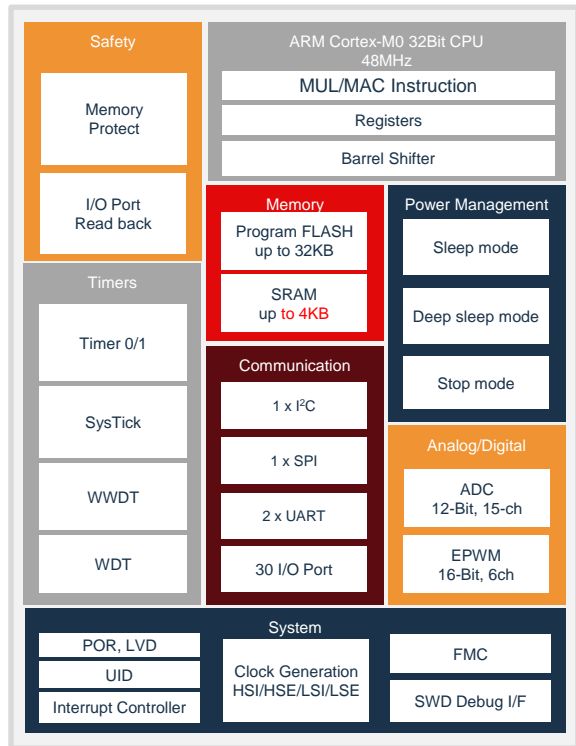 Safety
Memory
Protect
I/O Port
Read back
ARM Cortex-M0 32Bit CPU
48MHz
MUL/MAC Instruction
Registers
Barrel Shifter
Memory
Program FLASH
up to 32KB
SRAM
up to 4KB
Power Management
Sleep mode
Deep sleep mode
Stop mode
Timers
Timer 0/1
SysTick
WWDT
WDT
Communication
1 x I²C
1 x SPI
2 x UART
30 I/O Port
Analog/Digital
ADC
12-Bit, 15-ch
EPWM
16-Bit, 6ch
System
POR, LVD
UID
Interrupt Controller
Clock Generation
HSI/HSE/LSI/LSE
FMC
SWD Debug I/F